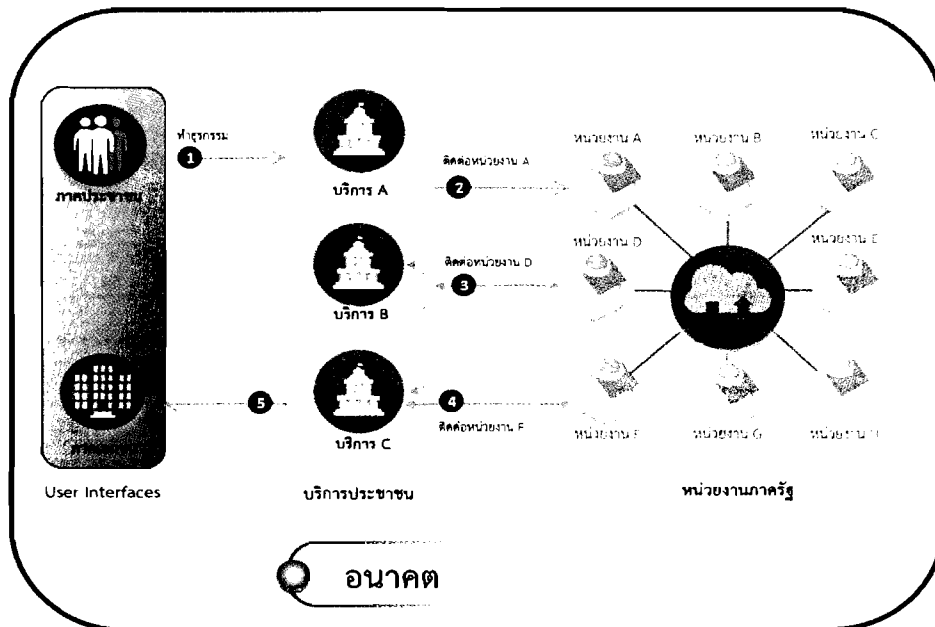 ทำธุรกรรม
1
ภาคประชาชน
บริการ A
ติดต่อหน่วยงาน A
2
หน่วยงาน A
หน่วยงาน B
หน่วยงาน C
บริการ B
3
ติดต่อหน่วยงาน D
หน่วยงาน D
หน่วยงาน E
5
บริการ C
4
ติดต่อหน่วยงาน F
หน่วยงาน F
หน่วยงาน G
หน่วยงาน H
User Interfaces
บริการประชาชน
หน่วยงานภาครัฐ
อนาคต